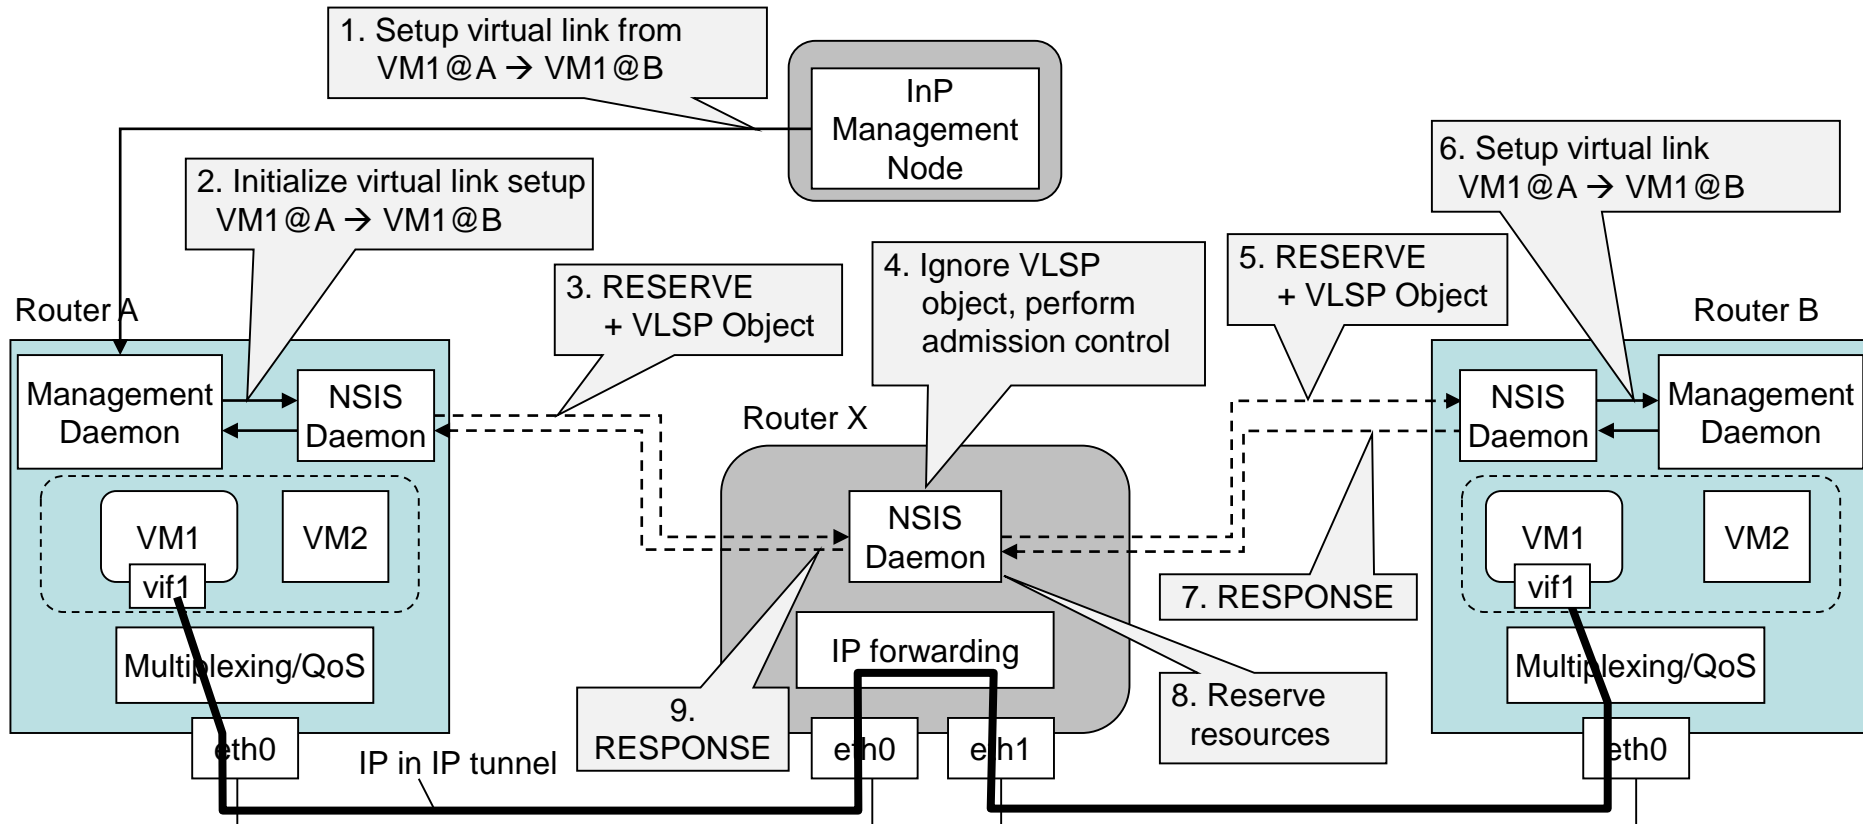 1. Setup virtual link from
VM1@A → VM1@B
InP
Management
Node
2. Initialize virtual link setup
VM1@A → VM1@B
6. Setup virtual link
VM1@A → VM1@B
3. RESERVE
+ VLSP Object
4. Ignore VLSP
object, perform
admission control
5. RESERVE
+ VLSP Object
Router A
Router B
Management
Daemon
NSIS
Daemon
Router X
NSIS
Daemon
Management
Daemon
NSIS
Daemon
VM1
VM2
vif1
VM1
VM2
vif1
7. RESPONSE
Multiplexing/QoS
IP forwarding
Multiplexing/QoS
9.
RESPONSE
8. Reserve
resources
eth0
IP in IP tunnel
eth0
eth1
eth0